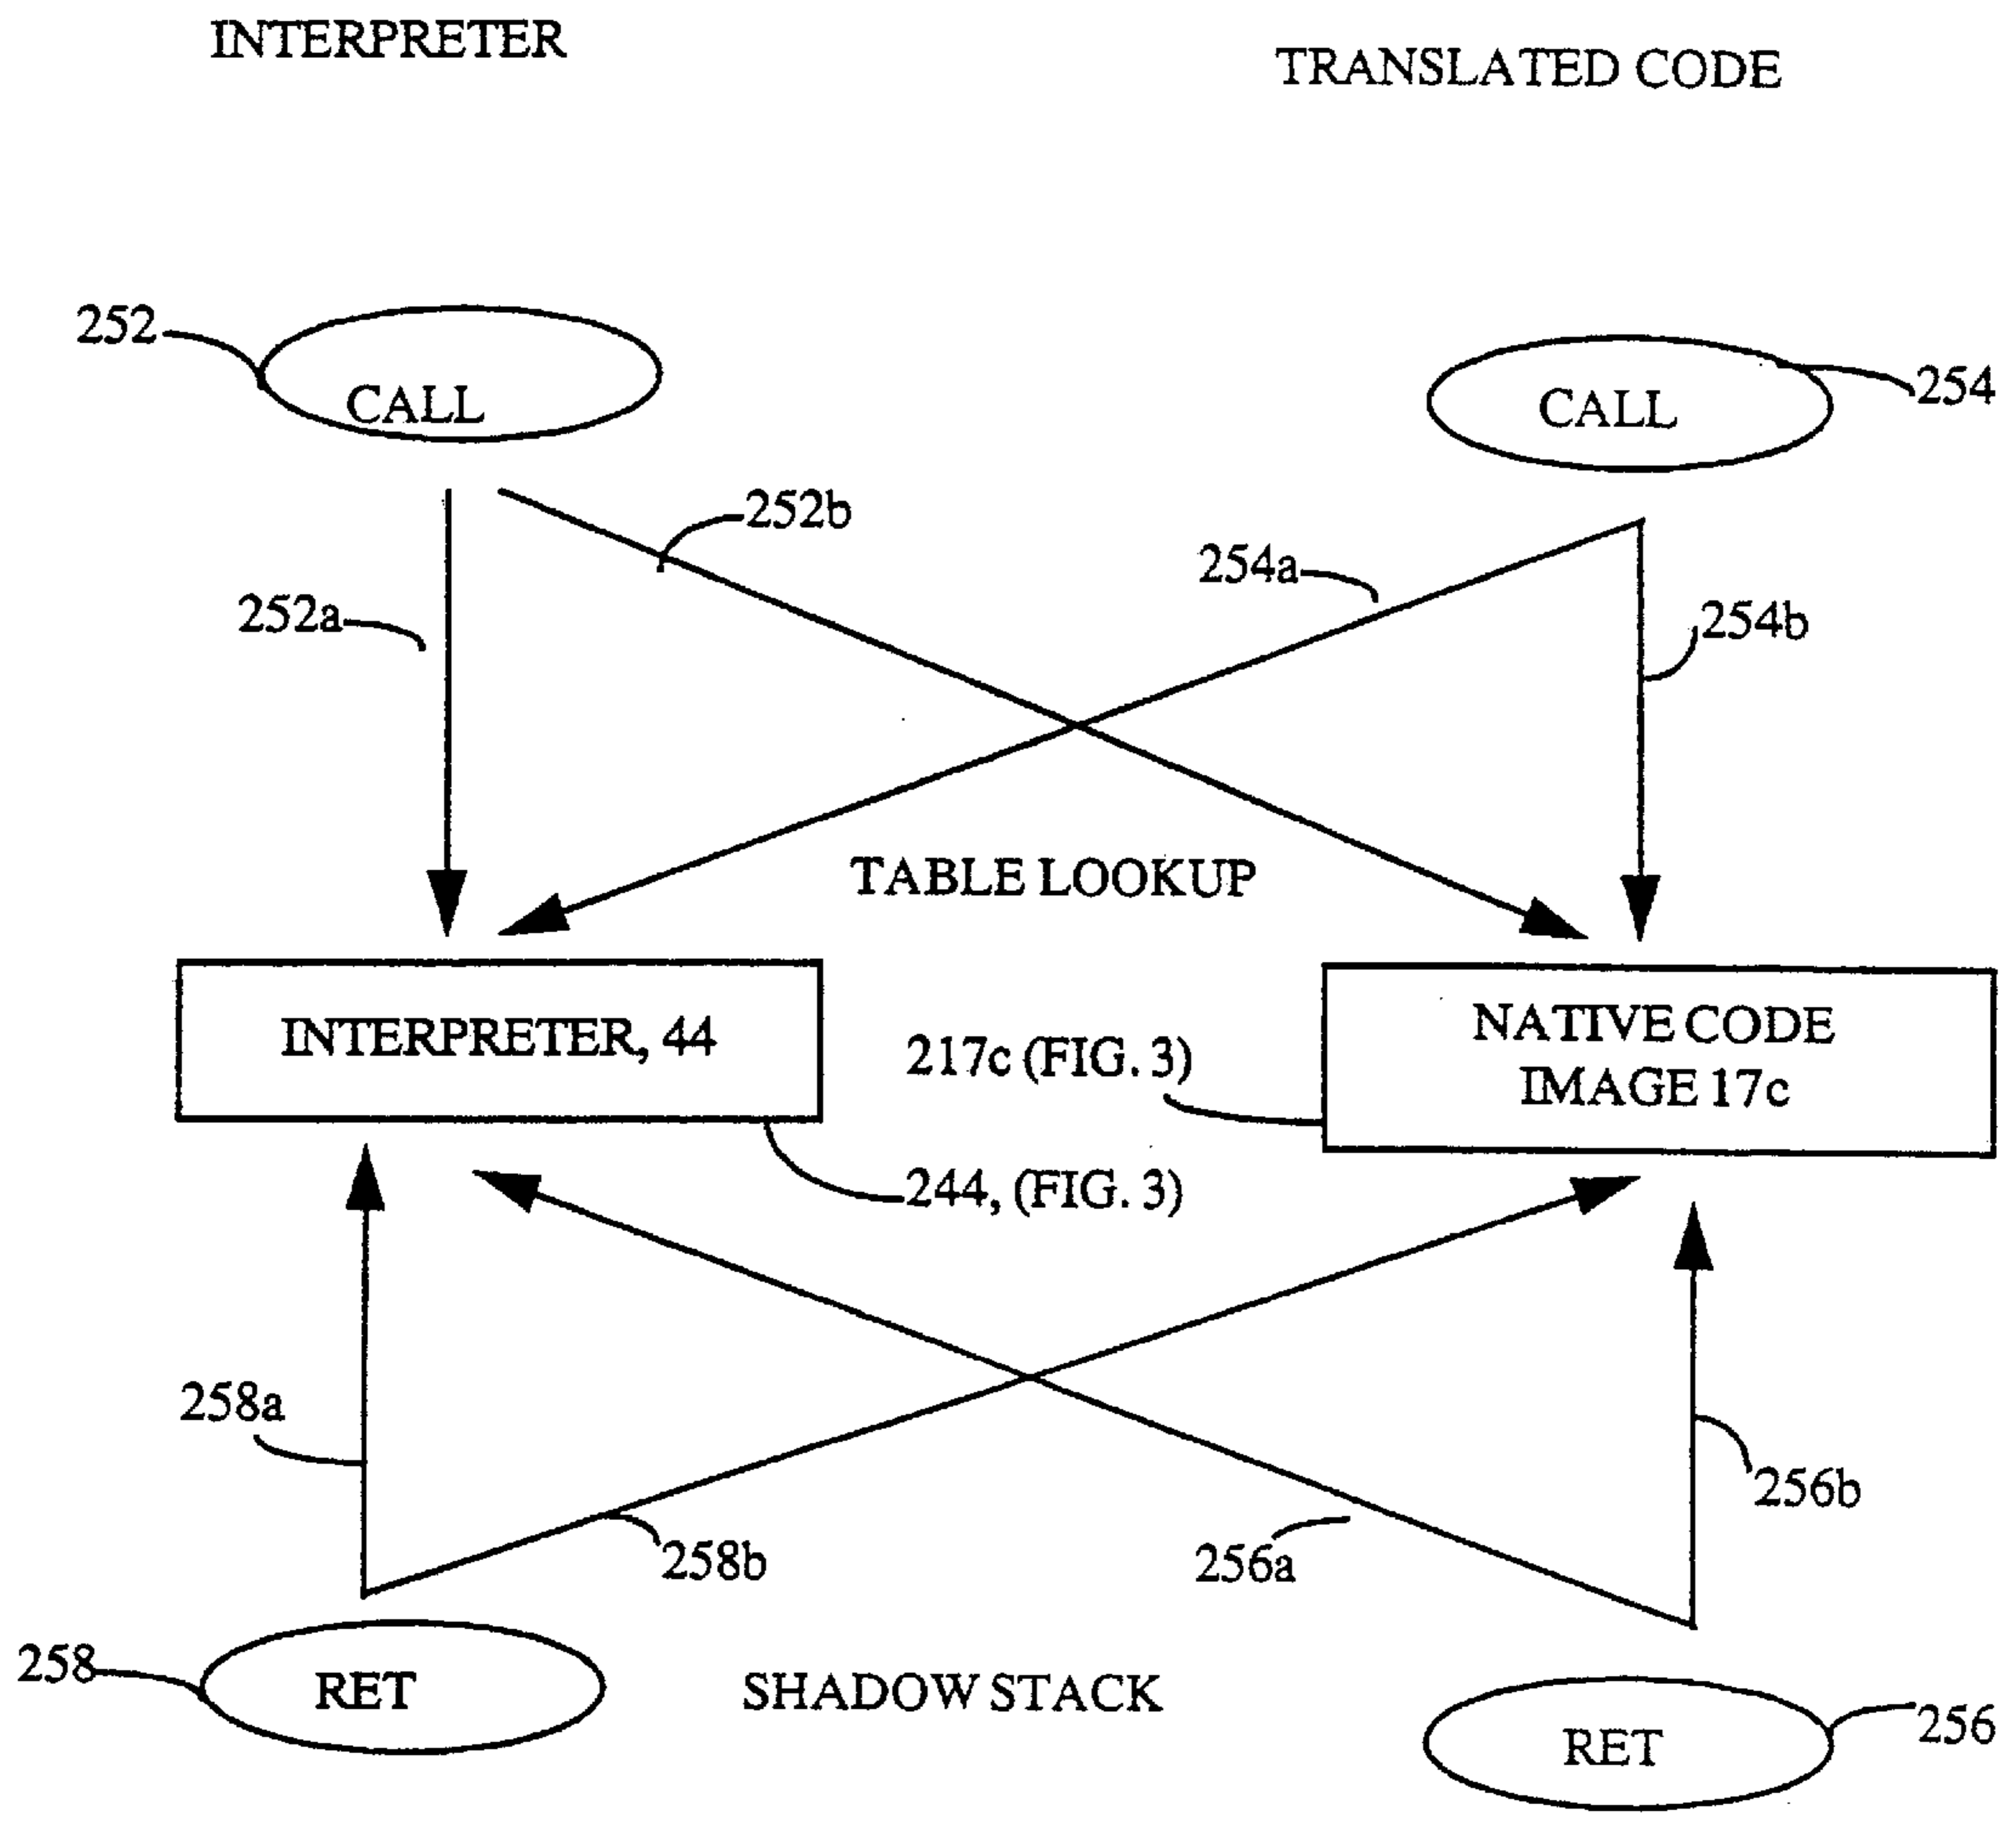 INTERPRETER
TRANSLATED CODE
252
CALL
CALL
254
252b
254a
252a
254b
TABLE LOOKUP
INTERPRETER, 44
217c (FIG. 3)
NATIVE CODE
IMAGE 17c
244, (FIG. 3)
258a
256b
258b
256a
258
RET
SHADOW STACK
RET
256